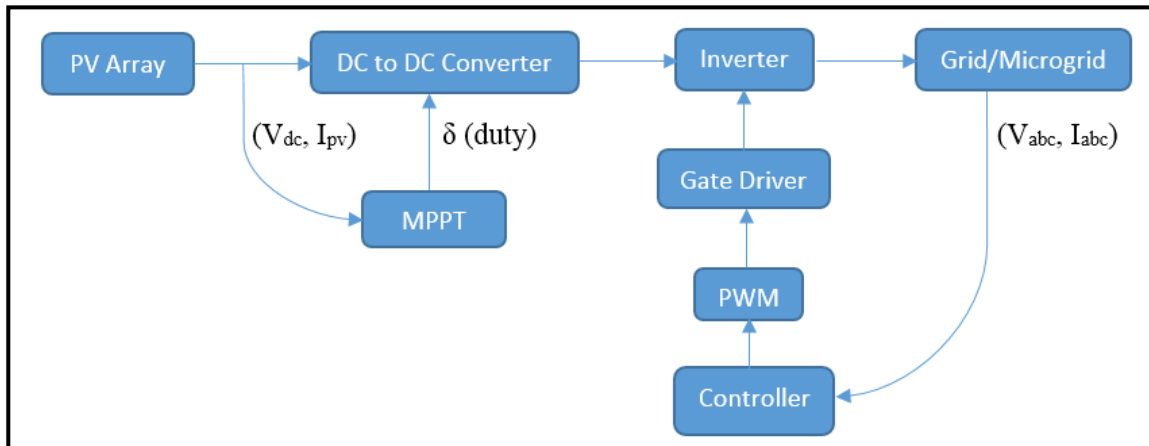 PV Array
DC to DC Converter
Inverter
Grid/Microgrid
(Vdc, Ipv)
δ (duty)
(Vabc, Iabc)
MPPT
Gate Driver
PWM
Controller